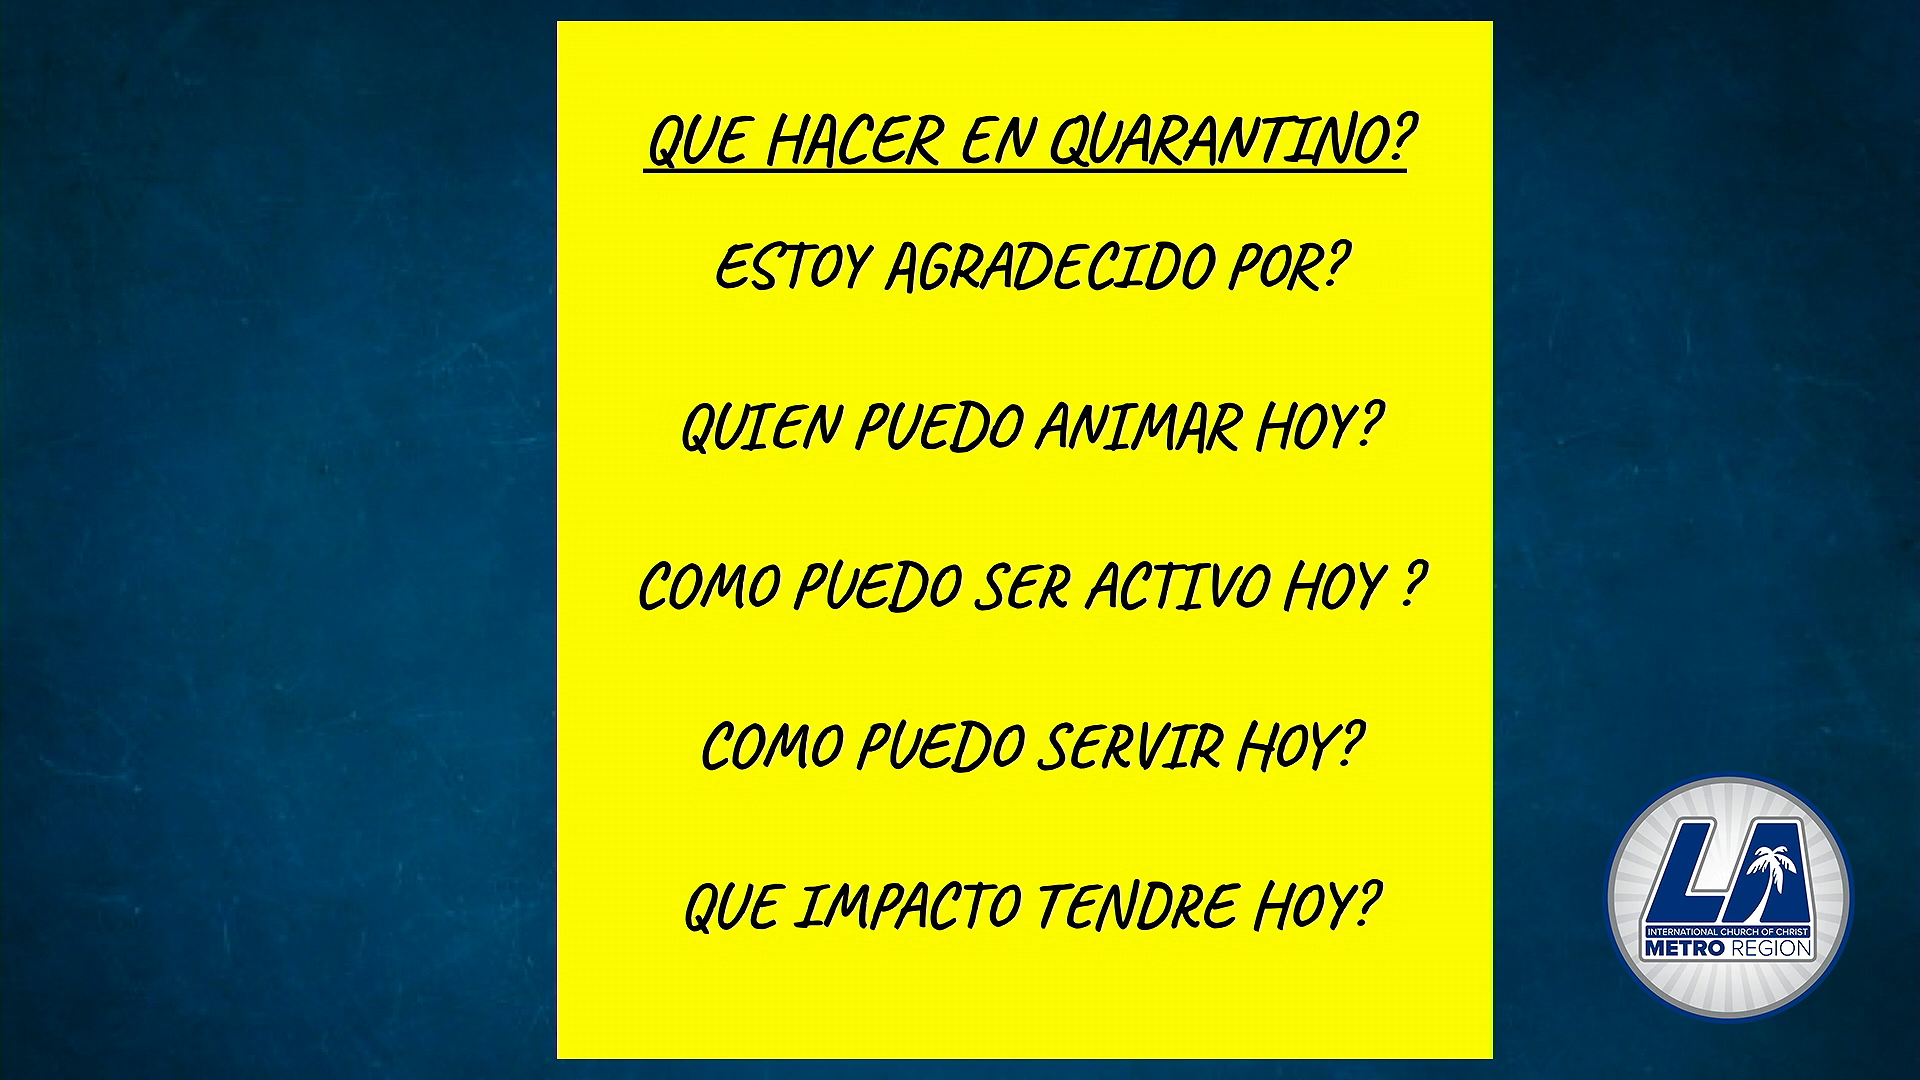 QUE HACER EN QUARANTINO?
ESTOY AGRADECIDO POR?
QUIEN PUEDO ANIMAR HOY?
COMO PUEDO SER ACTIVO HOY ?
COMO PUEDO SERVIR HOY?
QUE IMPACTO TENDRE HOY?
LA
INTERNATIONAL CHURCH OF CHRIST
METRO REGION